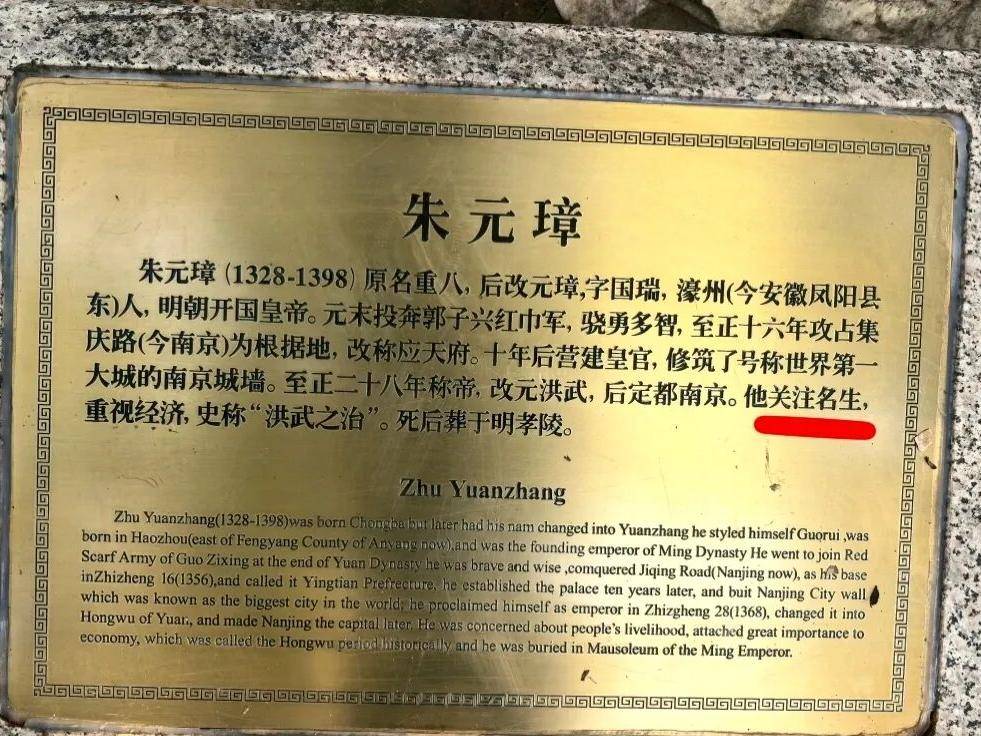 朱元璋
朱元璋(1328-1398)原名重八,后改元璋,字国瑞,濠州(今安徽凤阳县
东)人,明朝开国皇帝。元末投奔郭子兴红巾军,骁勇多智,至正十六年攻占集
庆路(今南京)为根据地,改称应天府。十年后营建皇官,修筑了号称世界第一
大城的南京城墙。至正二十八年称帝,改元洪武,后定都南京。他关注名生,
重视经济,史称“洪武之治”。死后葬于明孝陵。
Zhu Yuanzhang
Zhu Yuanzhang(1328-1398)was born Chongba but later had his nam changed into Yuanzhang he styled himself Guorui ,was
born in Haozhou(east of Fengyang County of Anyang now),and was the founding emperor of Ming Dynasty He went to join Red
Scarf Army of Guo Zixing at the end of Yuan Dynasty he was brave and wise ,comquered Jiqing Road(Nanjing now), as his base
inZhizheng 16(1356),and called it Yingtian Prefrecture, he established the palace ten years later, and buit Nanjing City wall
which was known as the biggest city in the world; he proclaimed himself as emperor in Zhizgheng 28(1368), changed it into
Hongwu of Yuar., and made Nanjing the capital later. He was concerned about people's livelihood, attached great importance to
economy, which was called the Hongwu period historically and he was buried in Mausoleum of the Ming Emperor.